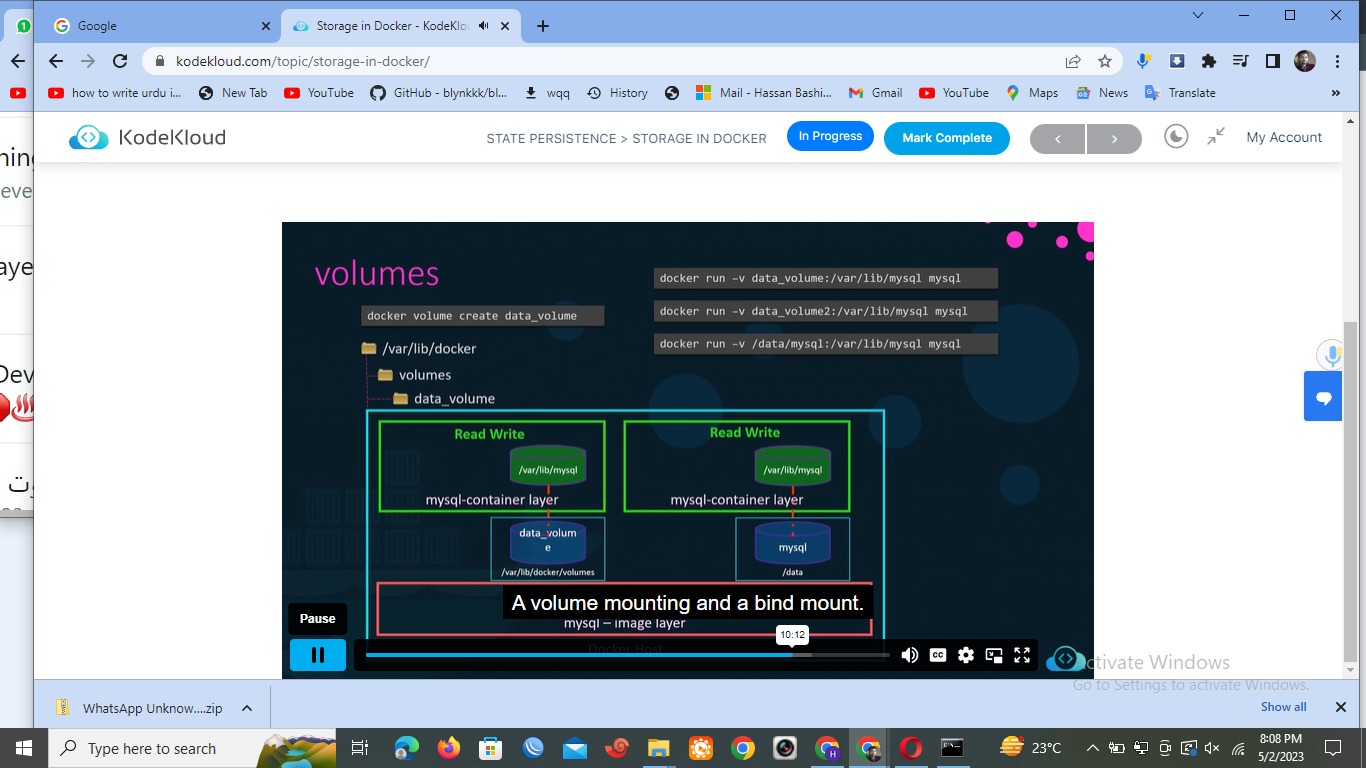 Google
Storage in Docker - KodeKlo
kodekloud.com/topic/storage-in-docker/
how to write urdu i...
New Tab
YouTube
GitHub - blynkkk/bl...
wqq
History
Mail - Hassan Bashi...
Gmail
YouTube
Maps
News
Translate
»
KodeKloud
STATE PERSISTENCE > STORAGE IN DOCKER
In Progress
Mark Complete
My Account
volumes
docker volume create data_volume
docker run -v data_volume:/var/lib/mysql mysql
docker run -v data_volume2:/var/lib/mysql mysql
docker run -v /data/mysql:/var/lib/mysql mysql
/var/lib/docker
volumes
data_volume
Read Write
Read Write
/var/lib/mysql
/var/lib/mysql
mysql-container layer
mysql-container layer
data_volum
e
mysql
/var/lib/docker/volumes
/data
A volume mounting and a bind mount.
mysql – image layer
Pause
10:12
Docker Host
CC
Activate Windows
Go to Settings to activate Windows.
WhatsApp Unknow....zip
Show all
Type here to search
23°C
8:08 PM
5/2/2023